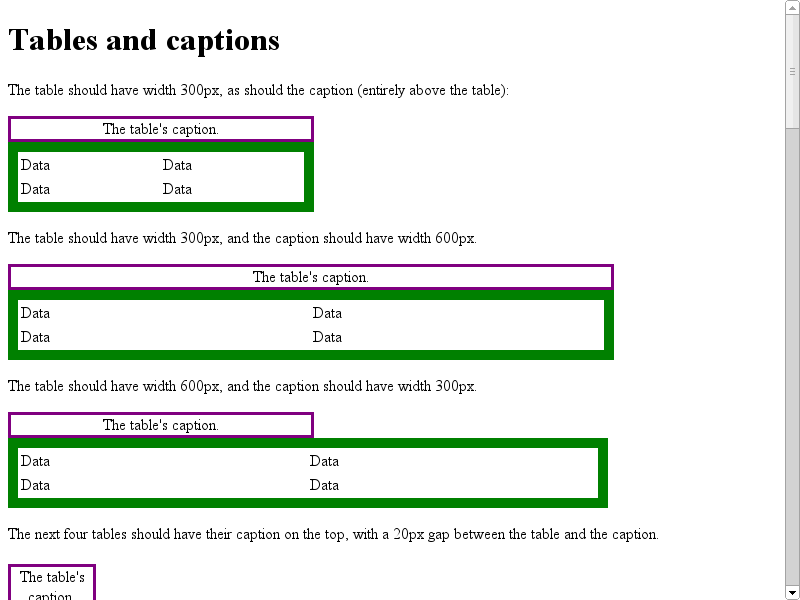 Tables and captions
The table should have width 300px, as should the caption (entirely above the table):
The table's caption.
Data Data
Data Data
The table should have width 300px, and the caption should have width 600px.
The table's caption.
Data Data
Data Data
The table should have width 600px, and the caption should have width 300px.
The table's caption.
Data Data
Data Data
The next four tables should have their caption on the top, with a 20px gap between the table and the caption.
The table's
caption.